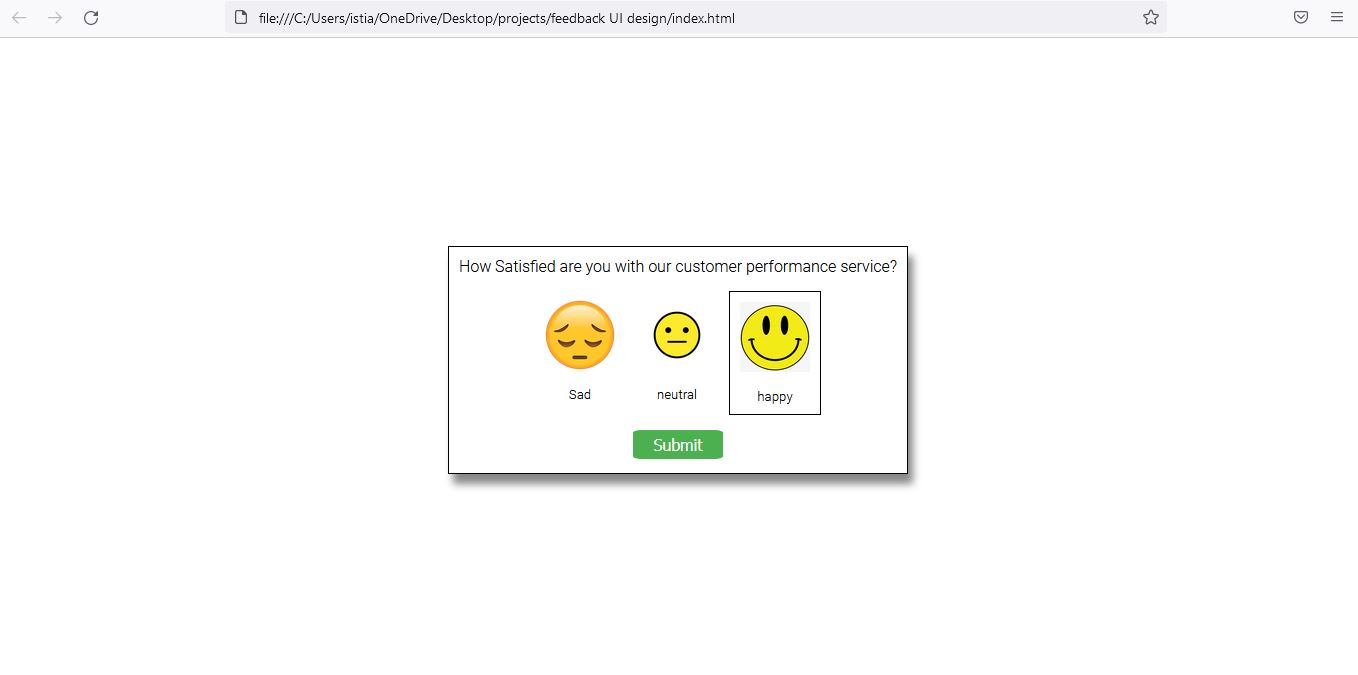 file:///C:/Users/istia/OneDrive/Desktop/projects/feedback UI design/index.html
How Satisfied are you with our customer performance service?
Sad neutral happy
Submit